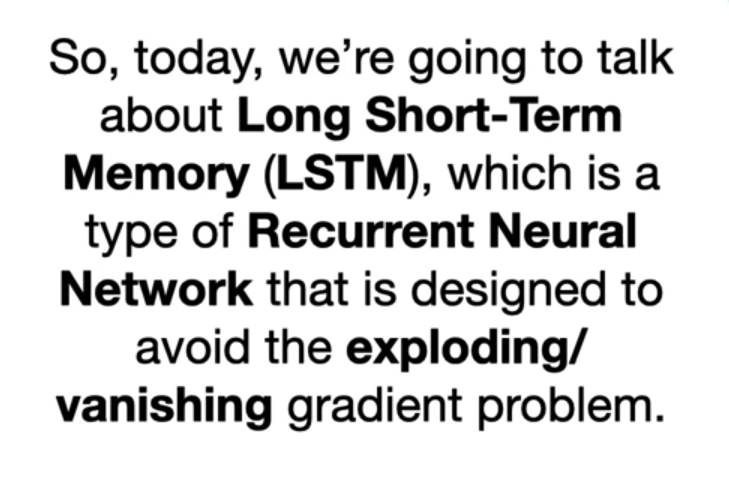 So, today, we’re going to talk
about Long Short-Term
Memory (LSTM), which is a
type of Recurrent Neural
Network that is designed to
avoid the exploding/
vanishing gradient problem.